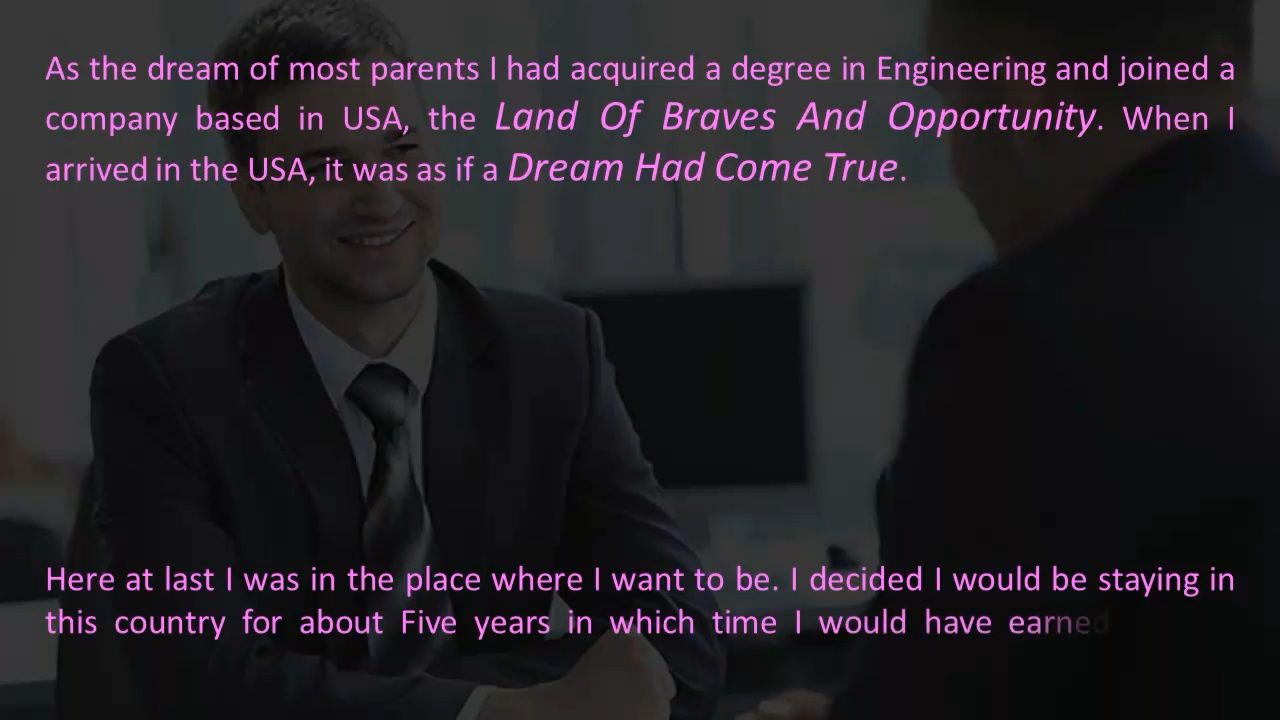 As the dream of most parents I had acquired a degree in Engineering and joined a
company based in USA, the Land Of Braves And Opportunity. When I
arrived in the USA, it was as if a Dream Had Come True.
Here at last I was in the place where I want to be. I decided I would be staying in
this country for about Five years in which time I would have earned